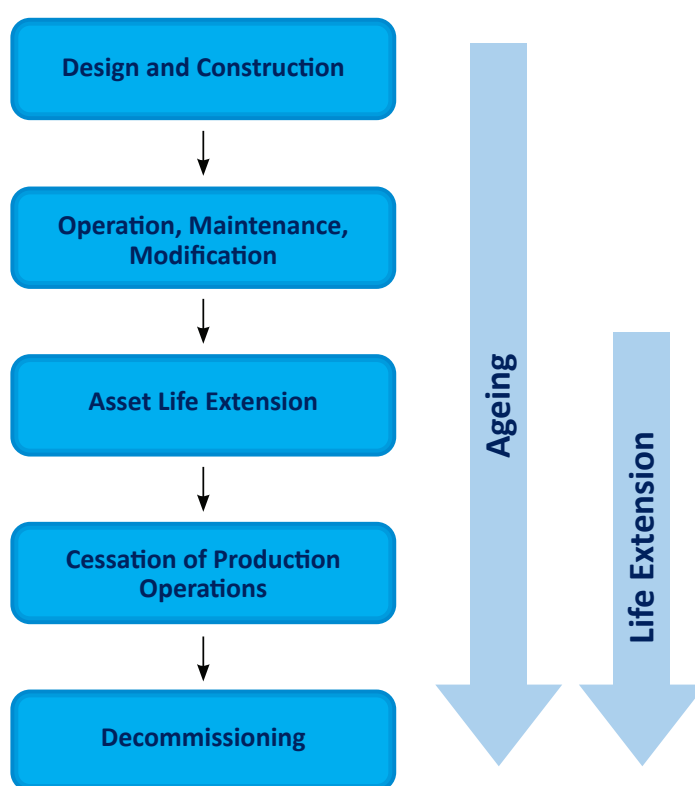 Design and Construction
Operation, Maintenance,
Modification
Asset Life Extension
Cessation of Production
Operations
Decommissioning
Ageing
Life Extension